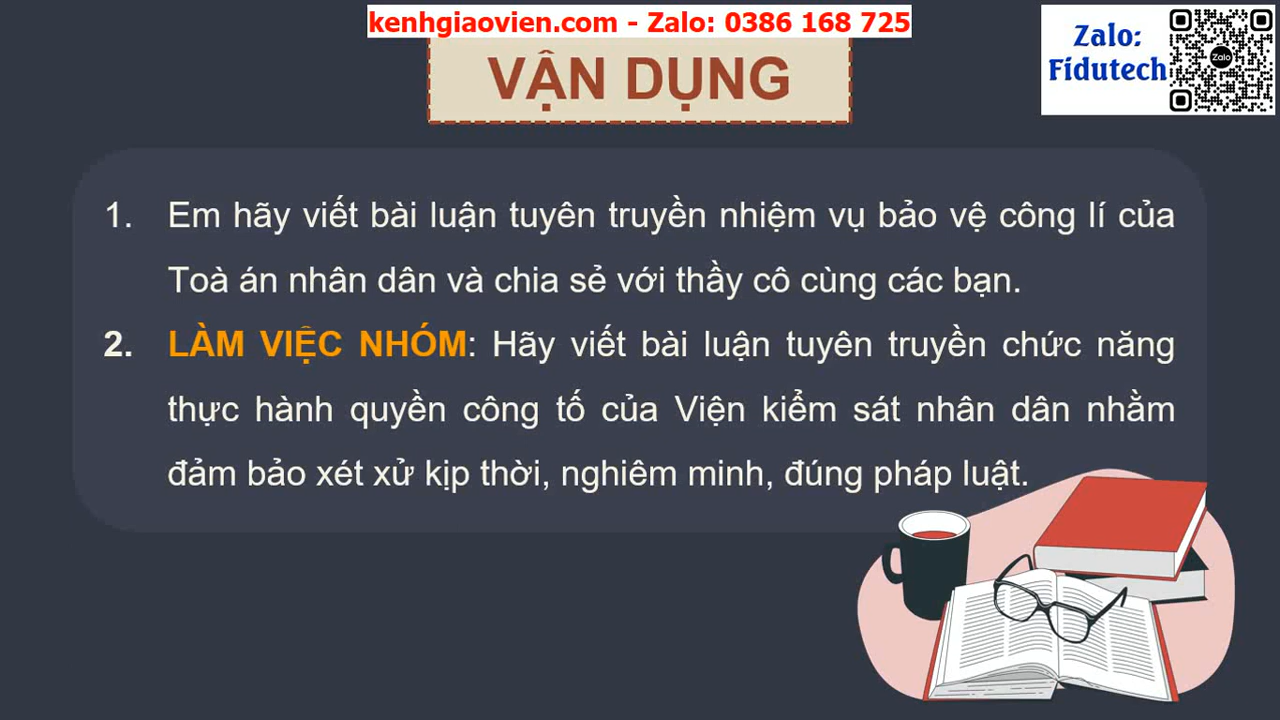 kenhgiaovien.com - Zalo: 0386 168 725
Zalo:
Fidutech
Zalo
VẬN DỤNG
1. Em hãy viết bài luận tuyên truyền nhiệm vụ bảo vệ công lí của
Toà án nhân dân và chia sẻ với thầy cô cùng các bạn.
2. LÀM VIỆC NHÓM: Hãy viết bài luận tuyên truyền chức năng
thực hành quyền công tố của Viện kiểm sát nhân dân nhằm
đảm bảo xét xử kịp thời, nghiêm minh, đúng pháp luật.